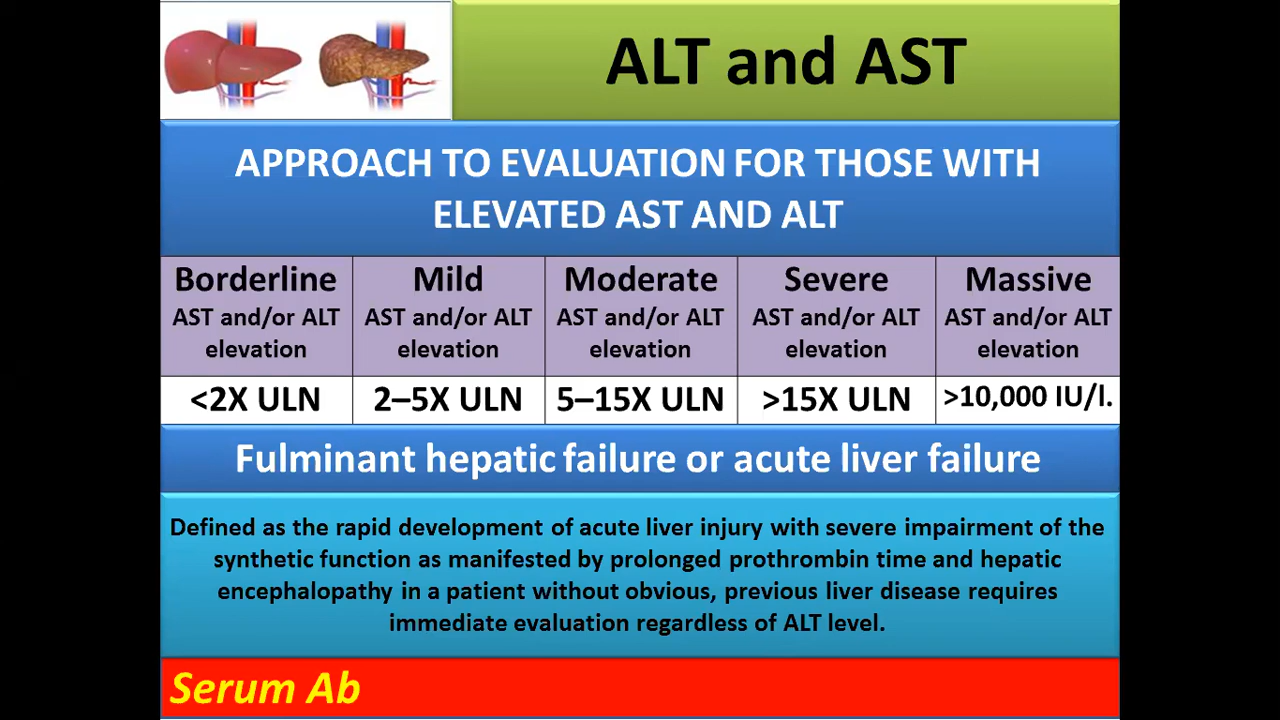 ALT and AST
APPROACH TO EVALUATION FOR THOSE WITH
ELEVATED AST AND ALT
Borderline
AST and/or ALT
elevation
Mild
AST and/or ALT
elevation
Moderate
AST and/or ALT
elevation
Severe
AST and/or ALT
elevation
Massive
AST and/or ALT
elevation
<2X ULN
2–5X ULN
5–15X ULN
>15X ULN
>10,000 IU/l.
Fulminant hepatic failure or acute liver failure
Defined as the rapid development of acute liver injury with severe impairment of the
synthetic function as manifested by prolonged prothrombin time and hepatic
encephalopathy in a patient without obvious, previous liver disease requires
immediate evaluation regardless of ALT level.
Serum Ab